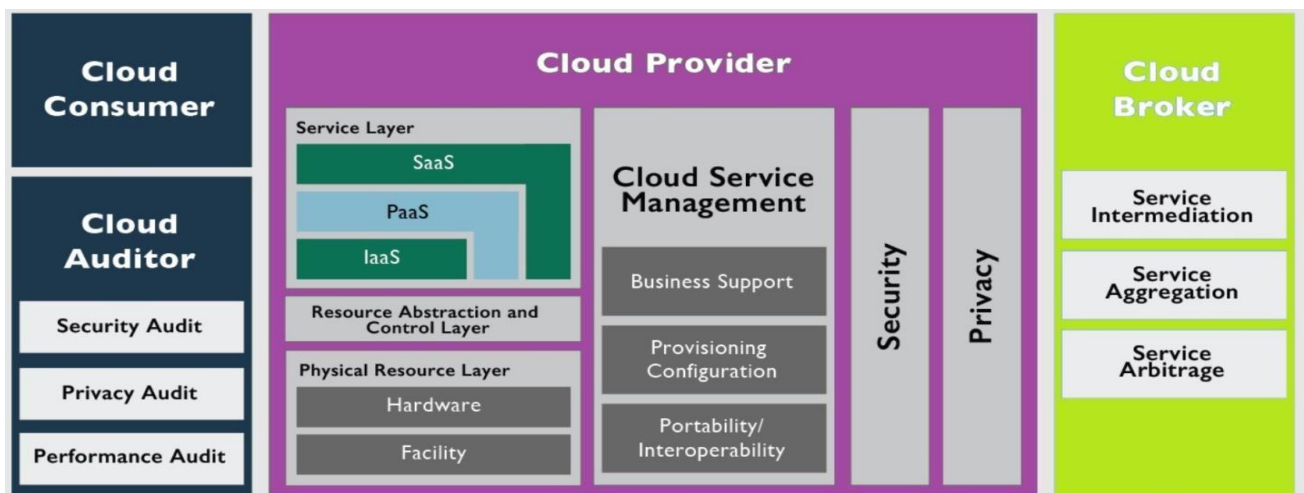 Cloud
Consumer
Cloud
Auditor
Security Audit
Privacy Audit
Performance Audit
Cloud Provider
Service Layer
SaaS
PaaS
IaaS
Resource Abstraction and
Control Layer
Physical Resource Layer
Hardware
Facility
Cloud Service
Management
Business Support
Provisioning
Configuration
Portability/
Interoperability
Security
Privacy
Cloud
Broker
Service
Intermediation
Service
Aggregation
Service
Arbitrage